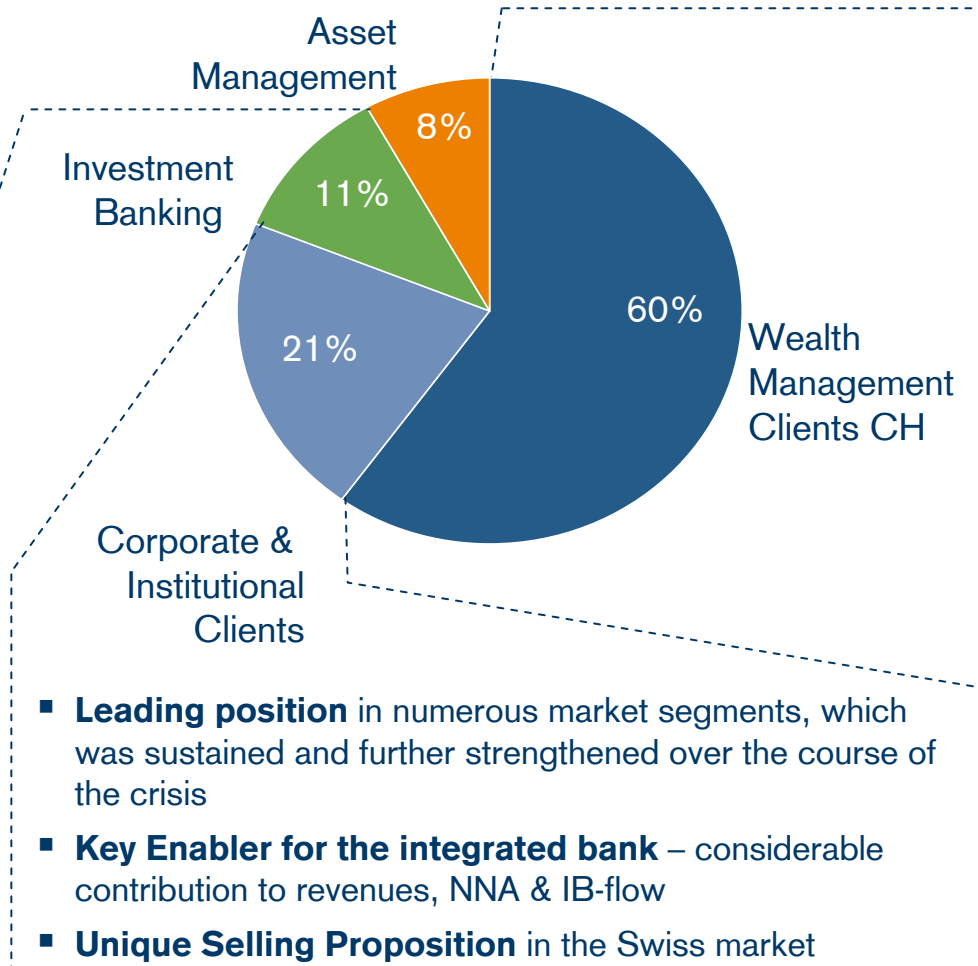 Asset
Management
8%
Investment
Banking
11%
60%
Wealth
Management
Clients CH
21%
Corporate &
Institutional
Clients
▪ Leading position in numerous market segments, which
was sustained and further strengthened over the course of
the crisis
▪ Key Enabler for the integrated bank – considerable
contribution to revenues, NNA & IB-flow
▪ Unique Selling Proposition in the Swiss market